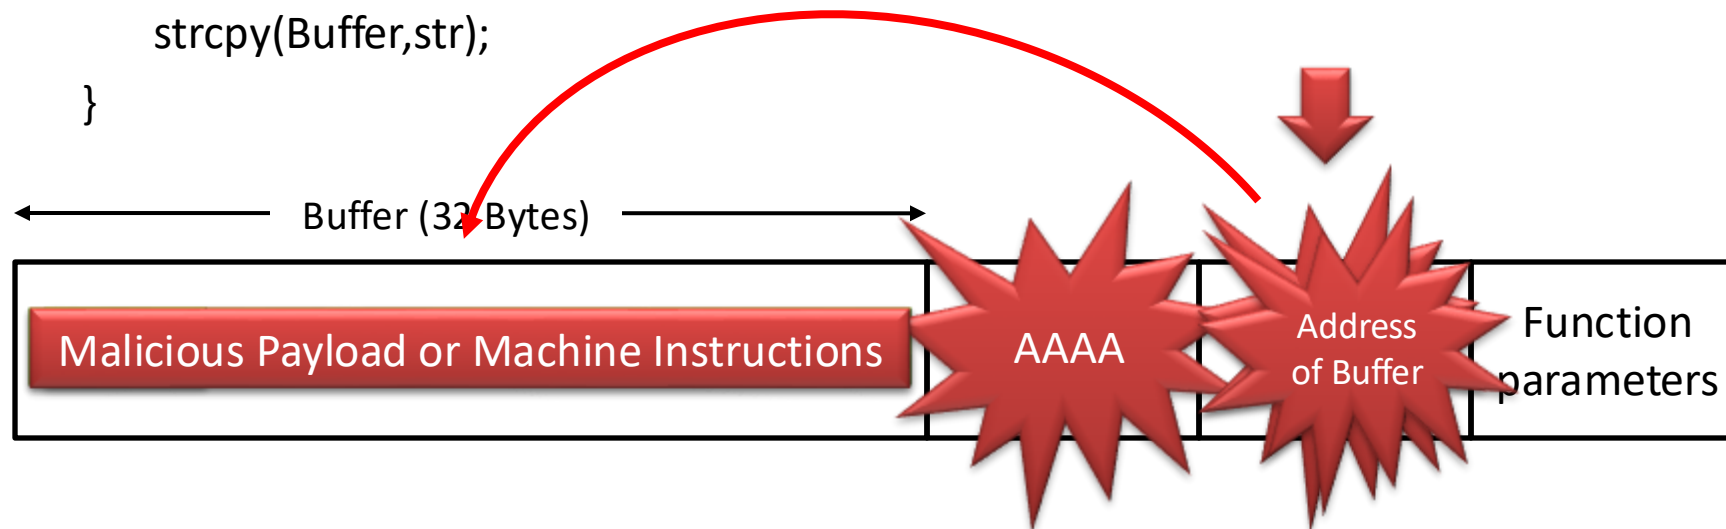 strcpy(Buffer,str);
}
Buffer (32 Bytes)
Malicious Payload or Machine Instructions
AAAA
Address
of Buffer
Function
parameters